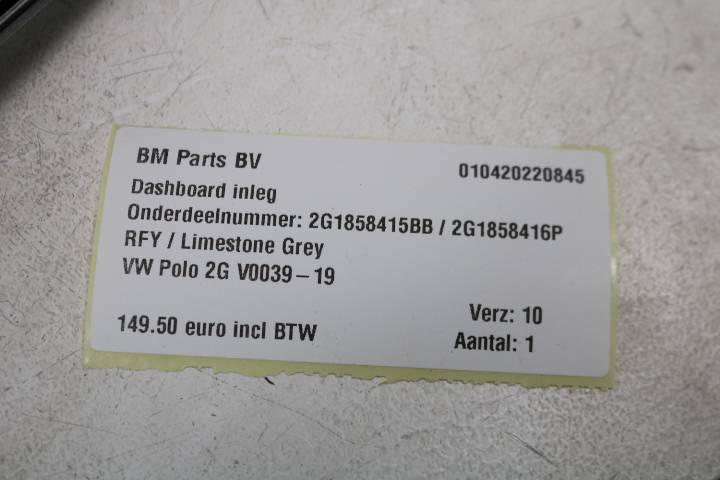 BM Parts BV 010420220845
Dashboard inleg
Onderdeelnummer: 2G1858415BB / 2G1858416P
RFY / Limestone Grey
VW Polo 2G V0039 – 19
Verz: 10
149.50 euro incl BTW
Aantal: 1